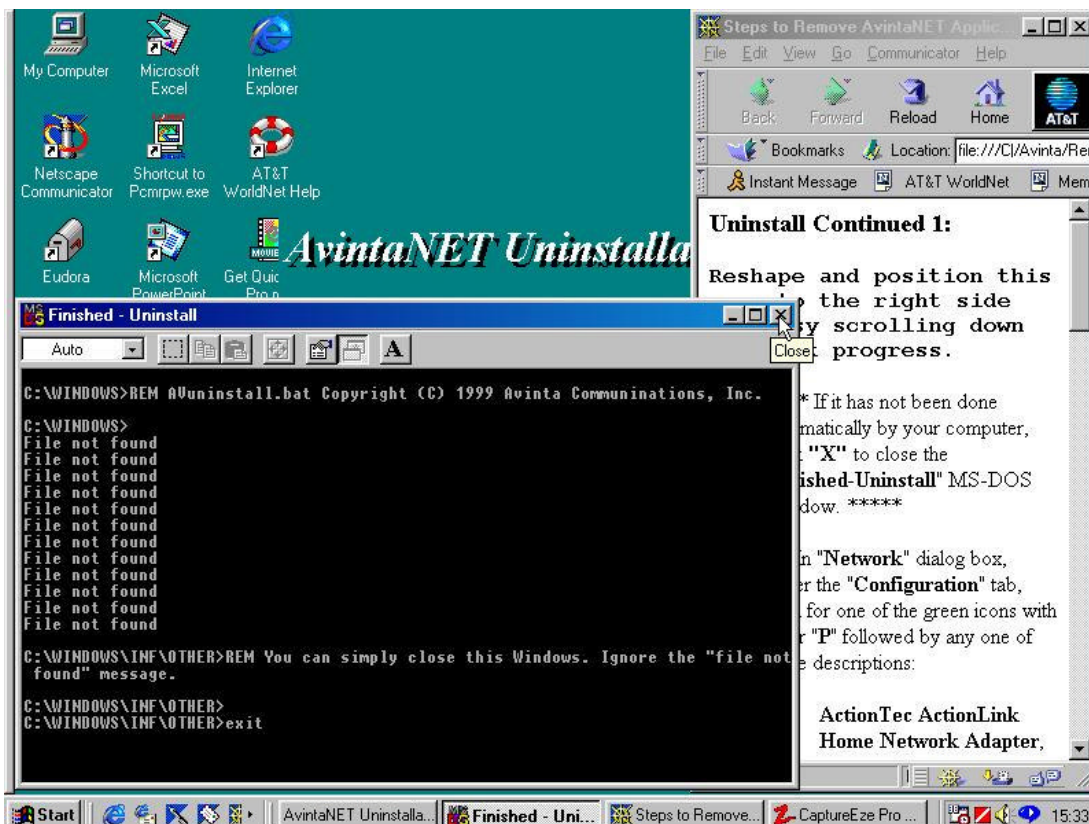 My Computer
Microsoft
Excel
Internet
Explorer
Netscape
Communicator
Shortcut to
Pcmrpw.exe
AT&T
WorldNet Help
Eudora
Microsoft
PowerPoint
MOVIE
Get Quic
Pro n
AvintaNET Uninstalla
Finished - Uninstall
Auto
A
Close
C:\WINDOWS>REM AVuninstall.bat Copyright (C) 1999 Avinta Communinations, Inc.
C:\WINDOWS>
File not found
File not found
File not found
File not found
File not found
File not found
File not found
File not found
File not found
File not found
File not found
File not found
C:\WINDOWS\INF\OTHER>REM You can simply close this Windows. Ignore the "file not
found" message.
C:\WINDOWS\INF\OTHER>
C:\WINDOWS\INF\OTHER>exit
Steps to Remove AvintaNET Applic...
File Edit View Go Communicator Help
Back Forward Reload Home AT&T
Bookmarks Location: file:///C|/Avinta/Re
Instant Message AT&T WorldNet Mem
Uninstall Continued 1:
Reshape and position this
the right side
sy scrolling down
progress.
* If it has not been done
matically by your computer,
"X" to close the
ished-Uninstall" MS-DOS
dow. *****
n "Network" dialog box,
er the "Configuration" tab,
for one of the green icons with
r "P" followed by any one of
e descriptions:
ActionTec ActionLink
Home Network Adapter,
Start
AvintaNET Uninstalla...
Finished - Uni...
Steps to Remove...
CaptureEze Pro ...
15:33